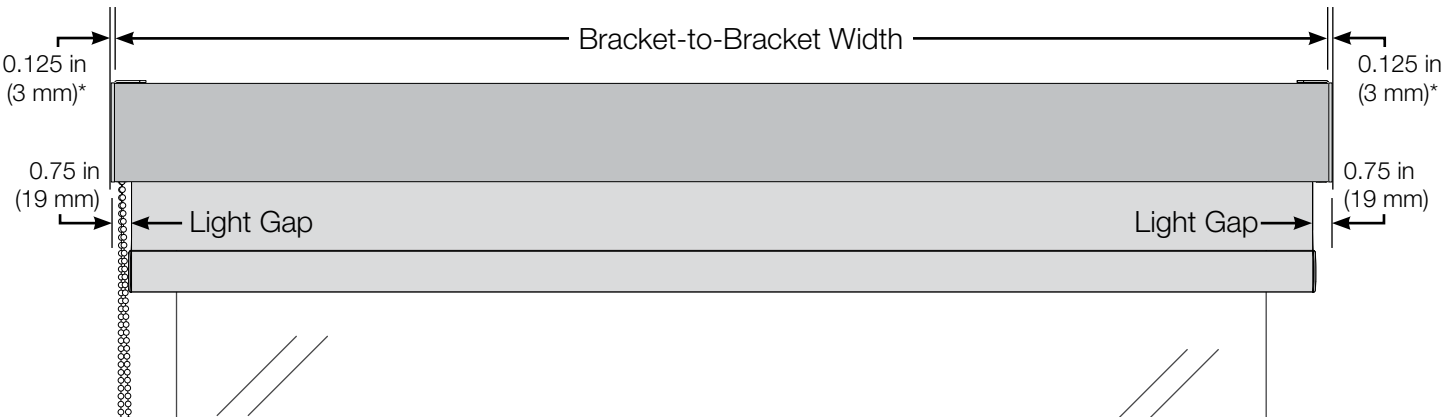 Bracket-to-Bracket Width
0.125 in
(3 mm)*
0.125 in
(3 mm)*
0.75 in
(19 mm)
0.75 in
(19 mm)
Light Gap
Light Gap